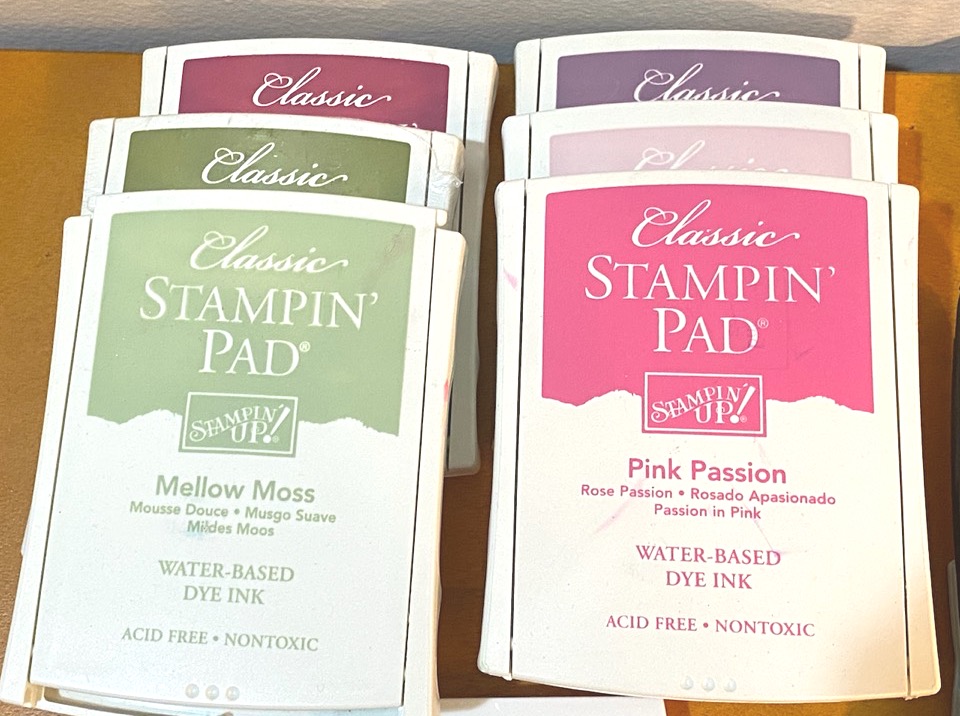 Classic
Classic
Classic
STAMPIN'
PAD®
STAMPIN'
UP!®
Mellow Moss
Mousse Douce • Musgo Suave
Mildes Moos
WATER-BASED
DYE INK
ACID FREE • NONTOXIC
Classic
Classic
Classic
STAMPIN'
PAD®
STAMPIN'
UP!®
Pink Passion
Rose Passion • Rosado Apasionado
Passion in Pink
WATER-BASED
DYE INK
ACID FREE • NONTOXIC